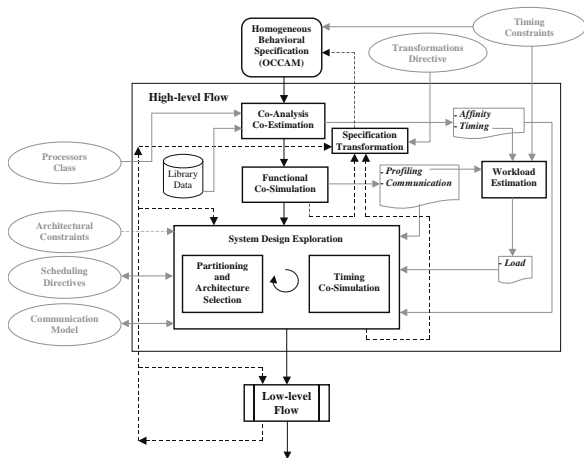 Homogeneous
Behavioral
Specification
(OCCAM)
Timing
Constraints
Transformations
Directive
High-level Flow
Co-Analysis
Co-Estimation
- Affinity
- Timing
Specification
Transformation
Processors
Class
Library
Data
Functional
Co-Simulation
- Profiling
- Communication
Workload
Estimation
Architectural
Constraints
System Design Exploration
Scheduling
Directives
Partitioning
and
Architecture
Selection
Timing
Co-Simulation
- Load
Communication
Model
Low-level
Flow